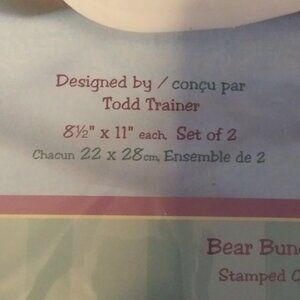 Designed by / conçu par
Todd Trainer
8½" x 11" each. Set of 2
Chacun 22 x 28cm, Ensemble de 2
Bear
Stamped